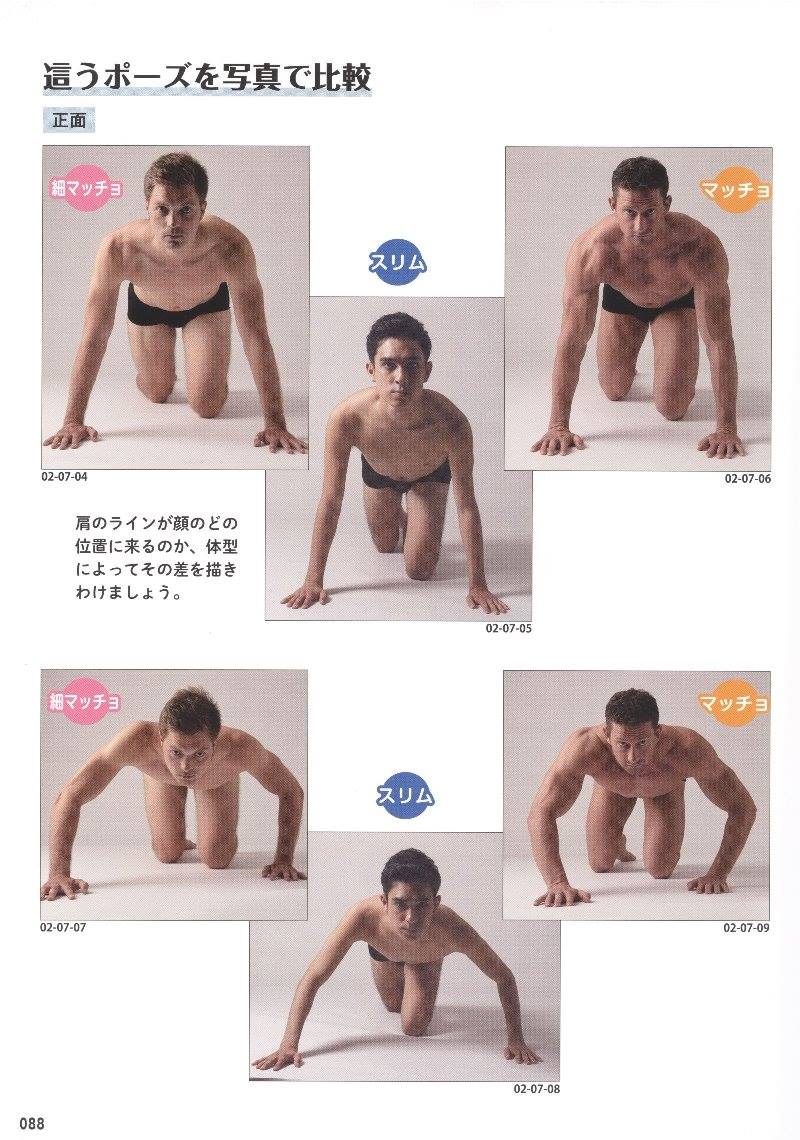 這うポーズを写真で比較
正面
細マッチョ
マッチョ
スリム
02-07-04
02-07-06
肩のラインが顔のどの
位置に来るのか、体型
によってその差を描き
わけましょう。
02-07-05
細マッチョ
マッチョ
スリム
02-07-07
02-07-09
02-07-08
088